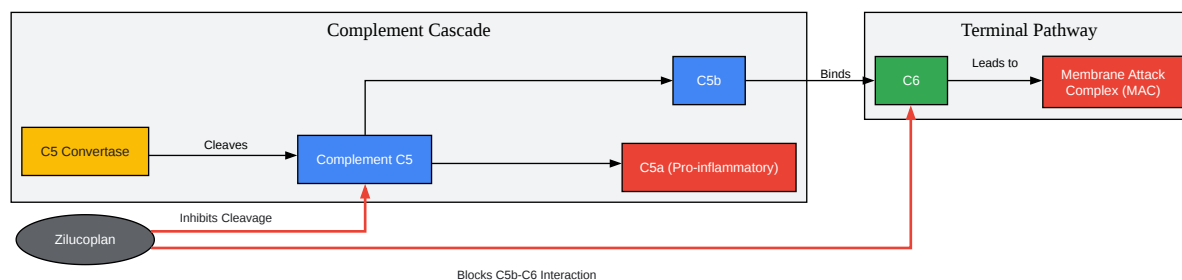 Complement Cascade
Terminal Pathway
C5b
Binds
C6
Leads to
Membrane Attack
Complex (MAC)
C5 Convertase
Cleaves
Complement C5
C5a (Pro-inflammatory)
Inhibits Cleavage
Zilucoplan
Blocks C5b-C6 Interaction